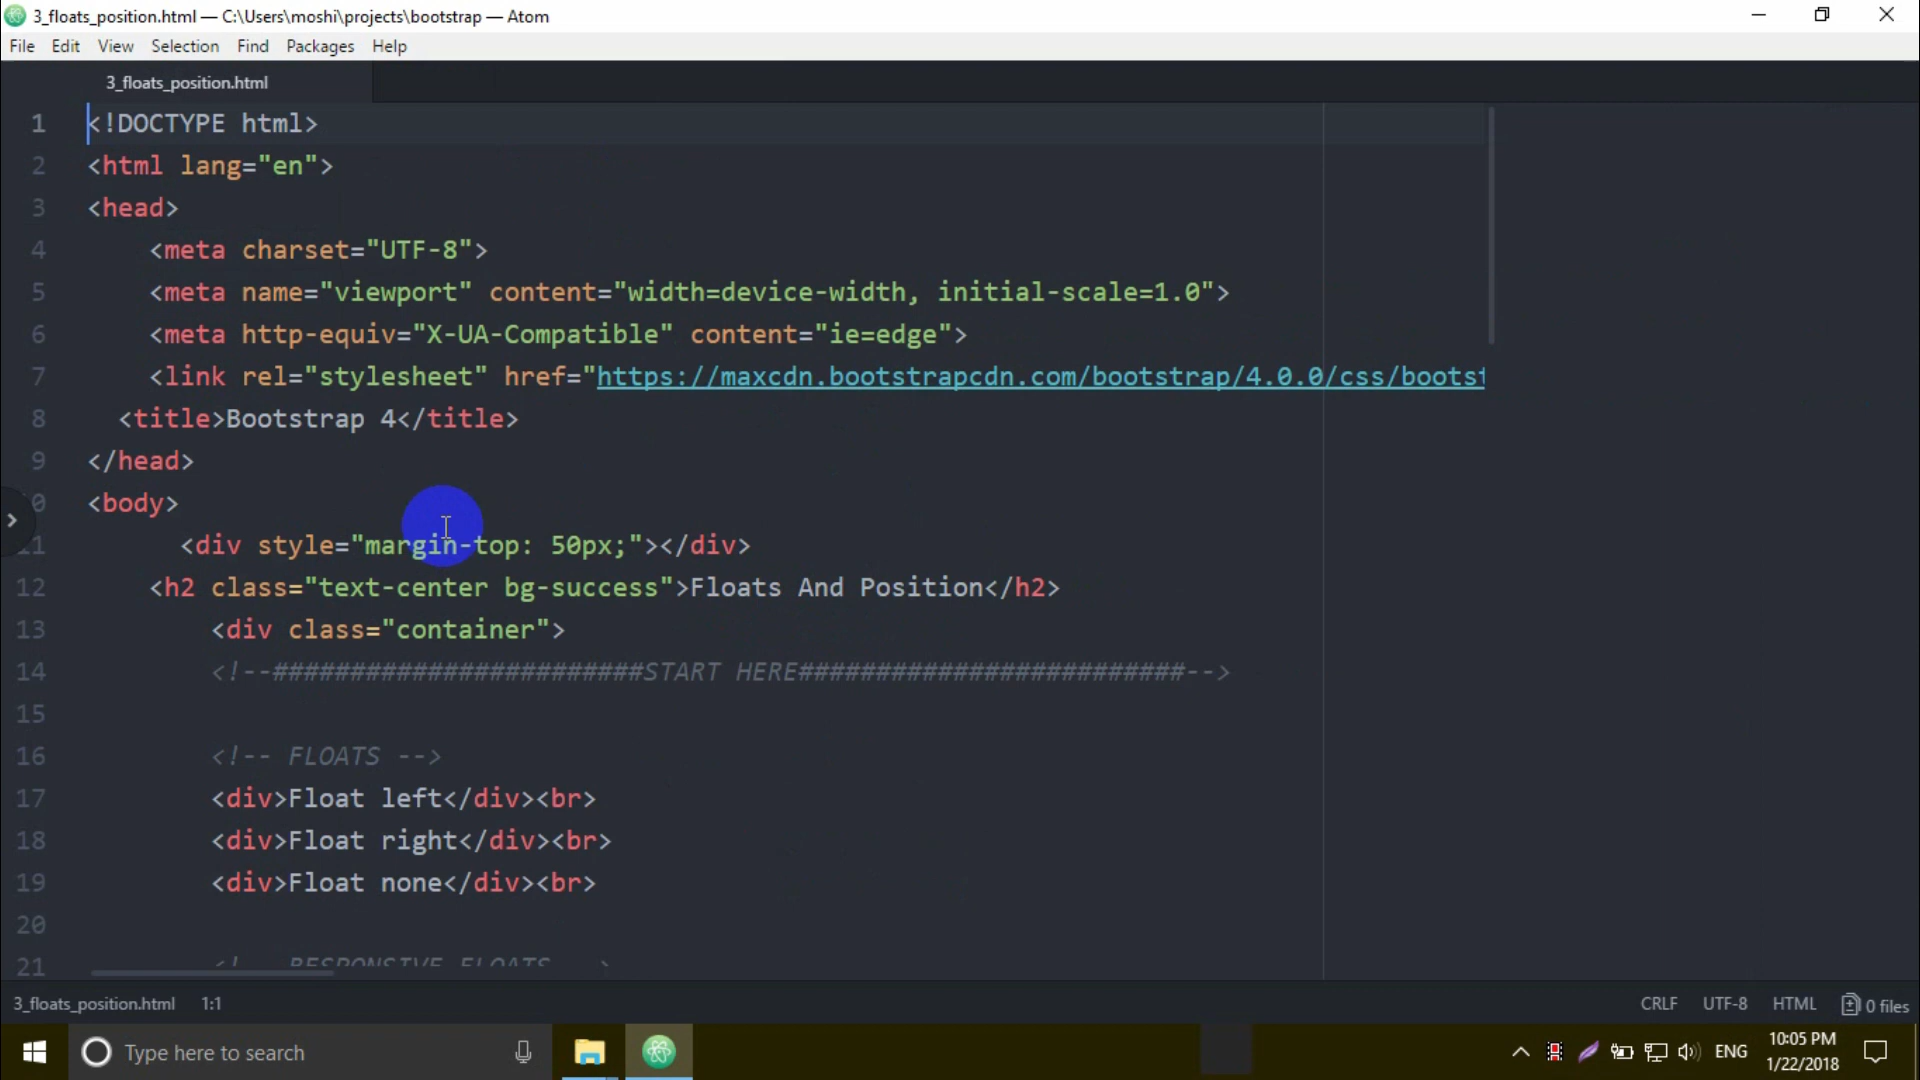 3_floats_position.html — C:\Users\moshi\projects\bootstrap — Atom
File Edit View Selection Find Packages Help
3_floats_position.html
1 <!DOCTYPE html>
2 <html lang="en">
3 <head>
4 <meta charset="UTF-8">
5 <meta name="viewport" content="width=device-width, initial-scale=1.0">
6 <meta http-equiv="X-UA-Compatible" content="ie=edge">
7 <link rel="stylesheet" href="https://maxcdn.bootstrapcdn.com/bootstrap/4.0.0/css/boots
8 <title>Bootstrap 4</title>
9 </head>
0 <body>
11 <div style="margin-top: 50px;"></div>
12 <h2 class="text-center bg-success">Floats And Position</h2>
13 <div class="container">
14 <!--##########################START HERE#########################-->
15
16 <!-- FLOATS -->
17 <div>Float left</div><br>
18 <div>Float right</div><br>
19 <div>Float none</div><br>
20
21 <!-- RESPONSIVE FLOATS -->
3_floats_position.html 1:1 CRLF UTF-8 HTML 0 files
Type here to search ENG 10:05 PM
1/22/2018